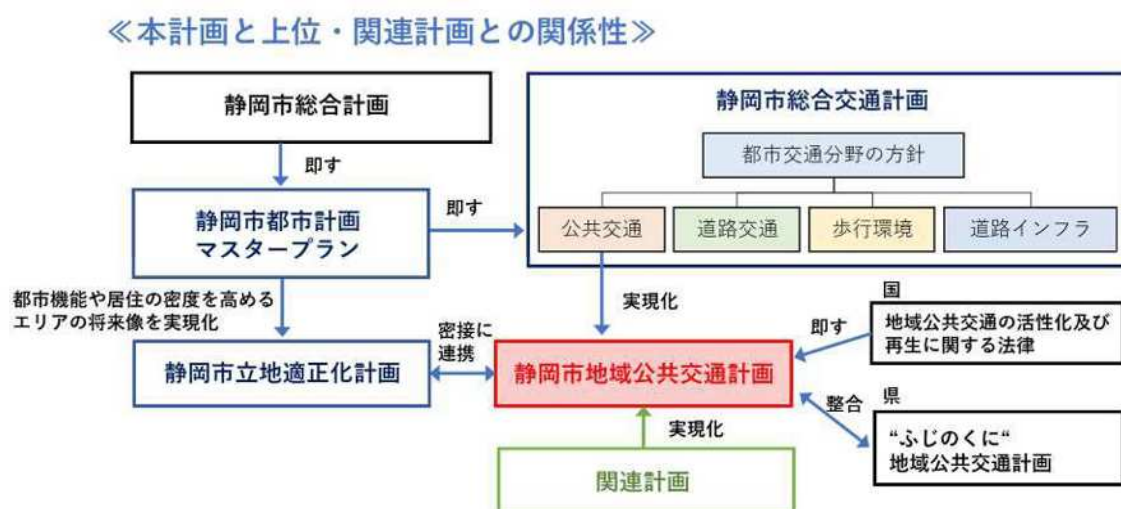 ≪本計画と上位・関連計画との関係性≫
静岡市総合計画
静岡市総合交通計画
都市交通分野の方針
即す
静岡市都市計画
マスタープラン
即す
公共交通
道路交通
歩行環境
道路インフラ
都市機能や居住の密度を高める
エリアの将来像を実現化
実現化
国
地域公共交通の活性化及び
再生に関する法律
即す
密接に
連携
静岡市立地適正化計画
静岡市地域公共交通計画
整合
県
“ふじのくに“
地域公共交通計画
実現化
関連計画